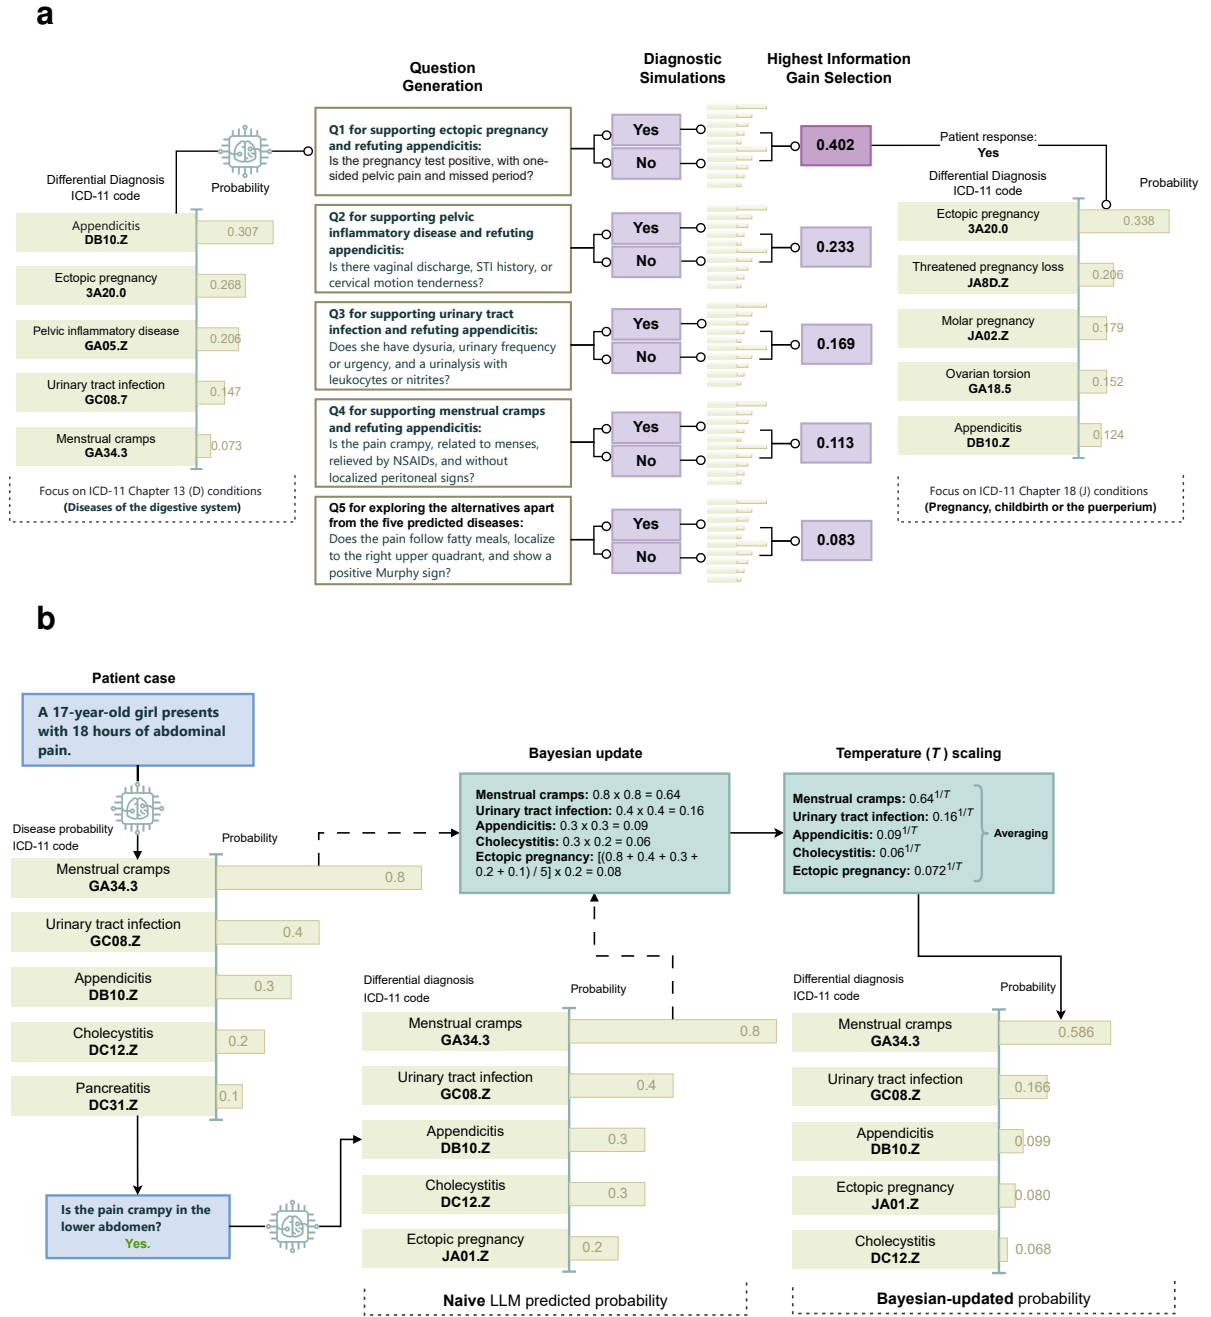 a
Question
Generation
Diagnostic
Simulations
Highest Information
Gain Selection
Differential Diagnosis
ICD-11 code
Probability
Appendicitis
DB10.Z
0.307
Ectopic pregnancy
3A20.0
0.268
Pelvic inflammatory disease
GA05.Z
0.206
Urinary tract infection
GC08.7
0.147
Menstrual cramps
GA34.3
0.073
Focus on ICD-11 Chapter 13 (D) conditions
(Diseases of the digestive system)
Q1 for supporting ectopic pregnancy
and refuting appendicitis:
Is the pregnancy test positive, with one-
sided pelvic pain and missed period?
Yes
No
0.402
Q2 for supporting pelvic
inflammatory disease and refuting
appendicitis:
Is there vaginal discharge, STI history, or
cervical motion tenderness?
Yes
No
0.233
Q3 for supporting urinary tract
infection and refuting appendicitis:
Does she have dysuria, urinary frequency
or urgency, and a urinalysis with
leukocytes or nitrites?
Yes
No
0.169
Q4 for supporting menstrual cramps
and refuting appendicitis:
Is the pain crampy, related to menses,
relieved by NSAIDs, and without
localized peritoneal signs?
Yes
No
0.113
Q5 for exploring the alternatives apart
from the five predicted diseases:
Does the pain follow fatty meals, localize
to the right upper quadrant, and show a
positive Murphy sign?
Yes
No
0.083
Patient response:
Yes
Differential Diagnosis
ICD-11 code
Probability
Ectopic pregnancy
3A20.0
0.338
Threatened pregnancy loss
JA8D.Z
0.206
Molar pregnancy
JA02.Z
0.179
Ovarian torsion
GA18.5
0.152
Appendicitis
DB10.Z
0.124
Focus on ICD-11 Chapter 18 (J) conditions
(Pregnancy, childbirth or the puerperium)
b
Patient case
A 17-year-old girl presents
with 18 hours of abdominal
pain.
Disease probability
ICD-11 code
Probability
Menstrual cramps
GA34.3
0.8
Urinary tract infection
GC08.Z
0.4
Appendicitis
DB10.Z
0.3
Cholecystitis
DC12.Z
0.2
Pancreatitis
DC31.Z
0.1
Is the pain crampy in the
lower abdomen?
Yes.
Bayesian update
Menstrual cramps: 0.8 x 0.8 = 0.64
Urinary tract infection: 0.4 x 0.4 = 0.16
Appendicitis: 0.3 x 0.3 = 0.09
Cholecystitis: 0.3 x 0.2 = 0.06
Ectopic pregnancy: [(0.8 + 0.4 + 0.3 +
0.2 + 0.1) / 5] x 0.2 = 0.08
Temperature (T) scaling
Menstrual cramps: 0.64^1/T
Urinary tract infection: 0.16^1/T
Appendicitis: 0.09^1/T
Cholecystitis: 0.06^1/T
Ectopic pregnancy: 0.072^1/T
Averaging
Differential diagnosis
ICD-11 code
Probability
Menstrual cramps
GA34.3
0.8
Urinary tract infection
GC08.Z
0.4
Appendicitis
DB10.Z
0.3
Cholecystitis
DC12.Z
0.3
Ectopic pregnancy
JA01.Z
0.2
Naive LLM predicted probability
Differential diagnosis
ICD-11 code
Probability
Menstrual cramps
GA34.3
0.586
Urinary tract infection
GC08.Z
0.166
Appendicitis
DB10.Z
0.099
Ectopic pregnancy
JA01.Z
0.080
Cholecystitis
DC12.Z
0.068
Bayesian-updated probability